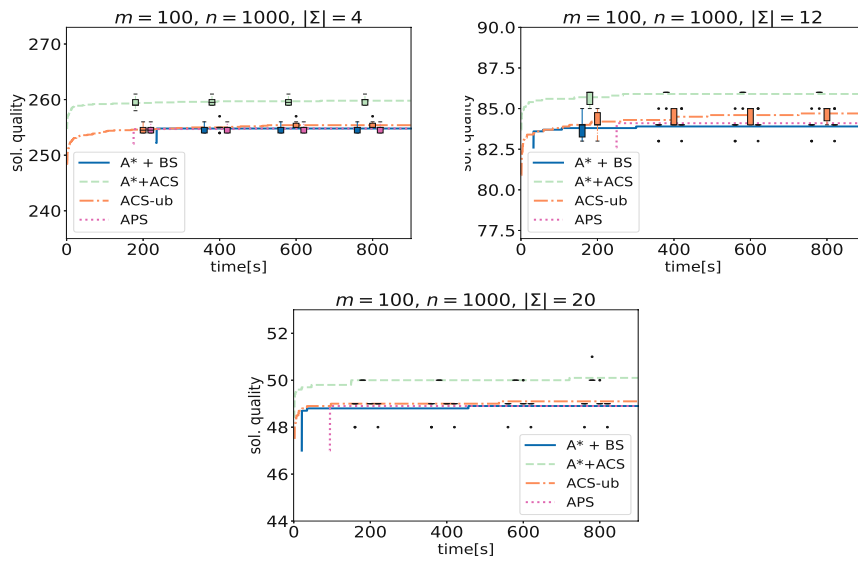 m = 100, n = 1000, |Σ| = 4
270
260
250
240
sol. quality
A* + BS
A*+ACS
ACS-ub
APS
0 200 400 600 800
time[s]
m = 100, n = 1000, |Σ| = 12
90.0
87.5
85.0
82.5
80.0
77.5
sol. quality
A* + BS
A*+ACS
ACS-ub
APS
0 200 400 600 800
time[s]
m = 100, n = 1000, |Σ| = 20
52
50
48
46
44
sol. quality
A* + BS
A*+ACS
ACS-ub
APS
0 200 400 600 800
time[s]